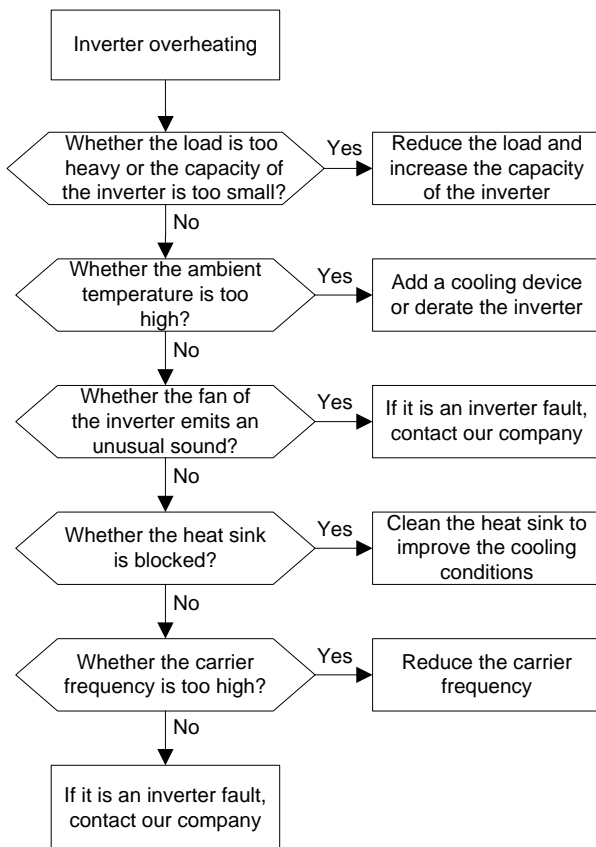 Inverter overheating
Whether the load is too
heavy or the capacity of
the inverter is too small?
Yes
Reduce the load and
increase the capacity
of the inverter
No
Whether the ambient
temperature is too
high?
Yes
Add a cooling device
or derate the inverter
No
Whether the fan of
the inverter emits an
unusual sound?
Yes
If it is an inverter fault,
contact our company
No
Whether the heat sink
is blocked?
Yes
Clean the heat sink to
improve the cooling
conditions
No
Whether the carrier
frequency is too high?
Yes
Reduce the carrier
frequency
No
If it is an inverter fault,
contact our company